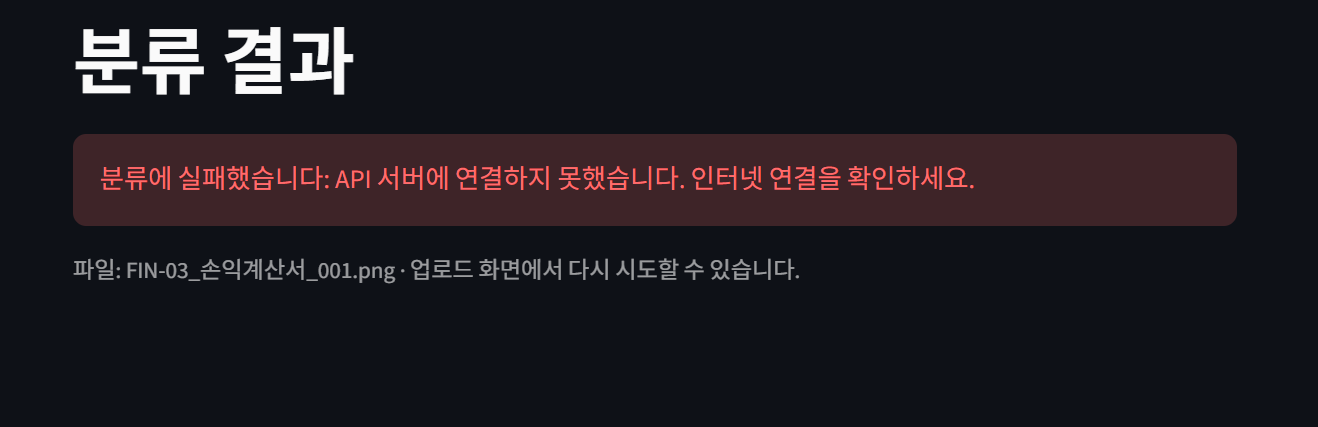 분류 결과
분류에 실패했습니다: API 서버에 연결하지 못했습니다. 인터넷 연결을 확인하세요.
파일: FIN-03_손익계산서_001.png · 업로드 화면에서 다시 시도할 수 있습니다.